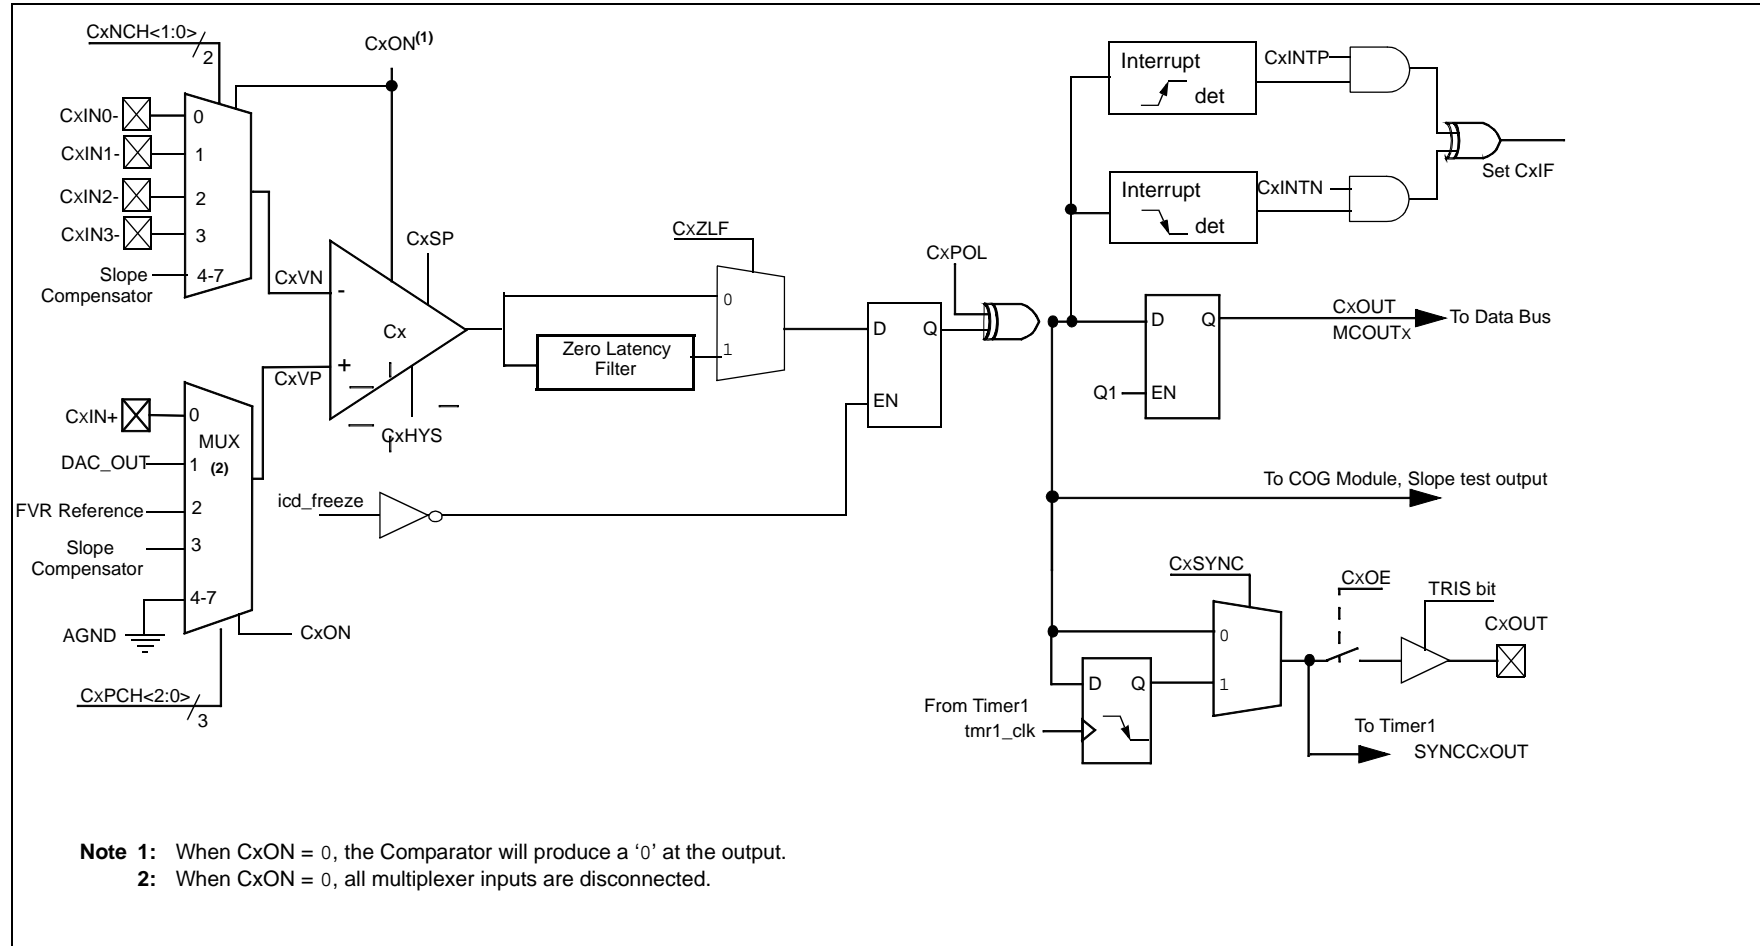 CxNCH<1:0>
2
CxON(1)
CxIN0-
0
CxIN1-
1
CxIN2-
2
CxIN3-
3
Slope
Compensator
4-7
CxVN
-
CxSP
Cx
+
CxVP
CxHYS
CxIN+
0
MUX
(2)
DAC_OUT
1
FVR Reference
2
Slope
Compensator
3
4-7
AGND
CxON
CxPCH<2:0>
3
icd_freeze
CxZLF
0
Zero Latency
Filter
1
D
Q
EN
CxPOL
Interrupt
det
CxINTP
Interrupt
det
CxINTN
Set CxIF
D
Q
Q1
EN
CxOUT
MCOUTx
To Data Bus
To COG Module, Slope test output
CxSYNC
0
1
D
Q
From Timer1
tmr1_clk
CxOE
TRIS bit
CxOUT
To Timer1
SYNCCxOUT
Note 1: When CxON = 0, the Comparator will produce a ‘0’ at the output.
2: When CxON = 0, all multiplexer inputs are disconnected.